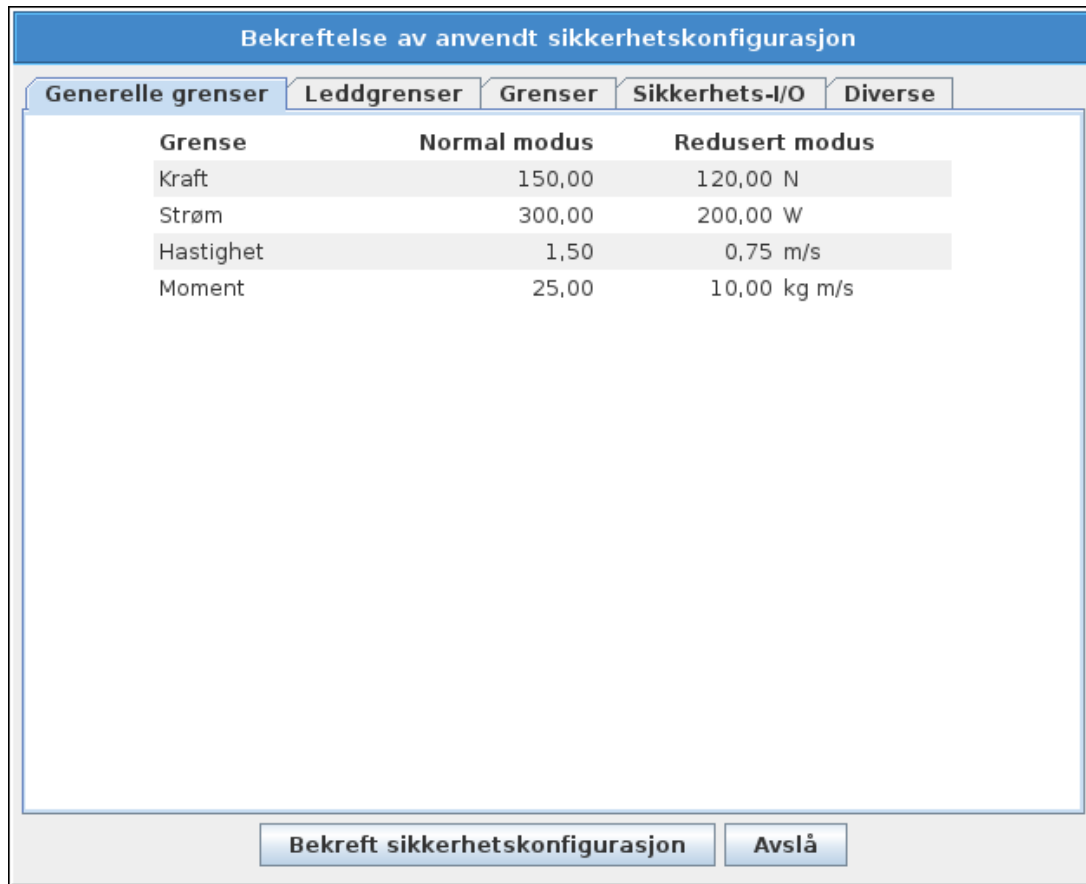 Bekreftelse av anvendt sikkerhetskonfigurasjon
Generelle grenser Leddgrenser Grenser Sikkerhets-I/O Diverse
Grense Normal modus Redusert modus
Kraft 150,00 120,00 N
Strøm 300,00 200,00 W
Hastighet 1,50 0,75 m/s
Moment 25,00 10,00 kg m/s
Bekreft sikkerhetskonfigurasjon Avslå